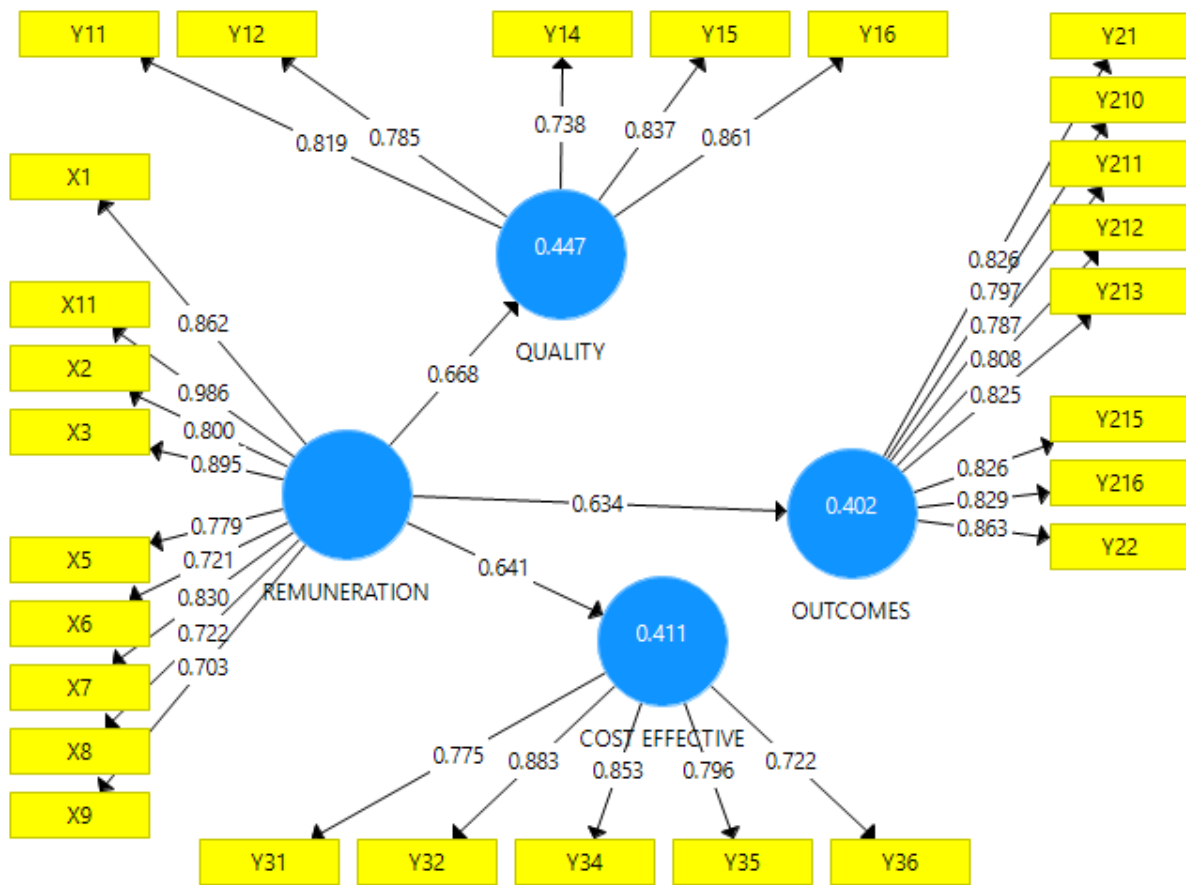 Y11
Y12
Y14
Y15
Y16
Y21
Y210
Y211
Y212
Y213
0.819
0.785
0.738
0.837
0.861
X1
X11
X2
X3
0.862
0.986
0.800
0.895
0.447
QUALITY
0.668
0.826
0.797
0.787
0.808
0.825
Y215
Y216
Y22
0.826
0.829
0.863
0.634
0.402
OUTCOMES
0.779
0.721
0.830
0.722
0.703
X5
X6
X7
X8
X9
REMUNERATION
0.641
0.411
COST EFFECTIVE
0.775
0.883
0.853
0.796
0.722
Y31
Y32
Y34
Y35
Y36